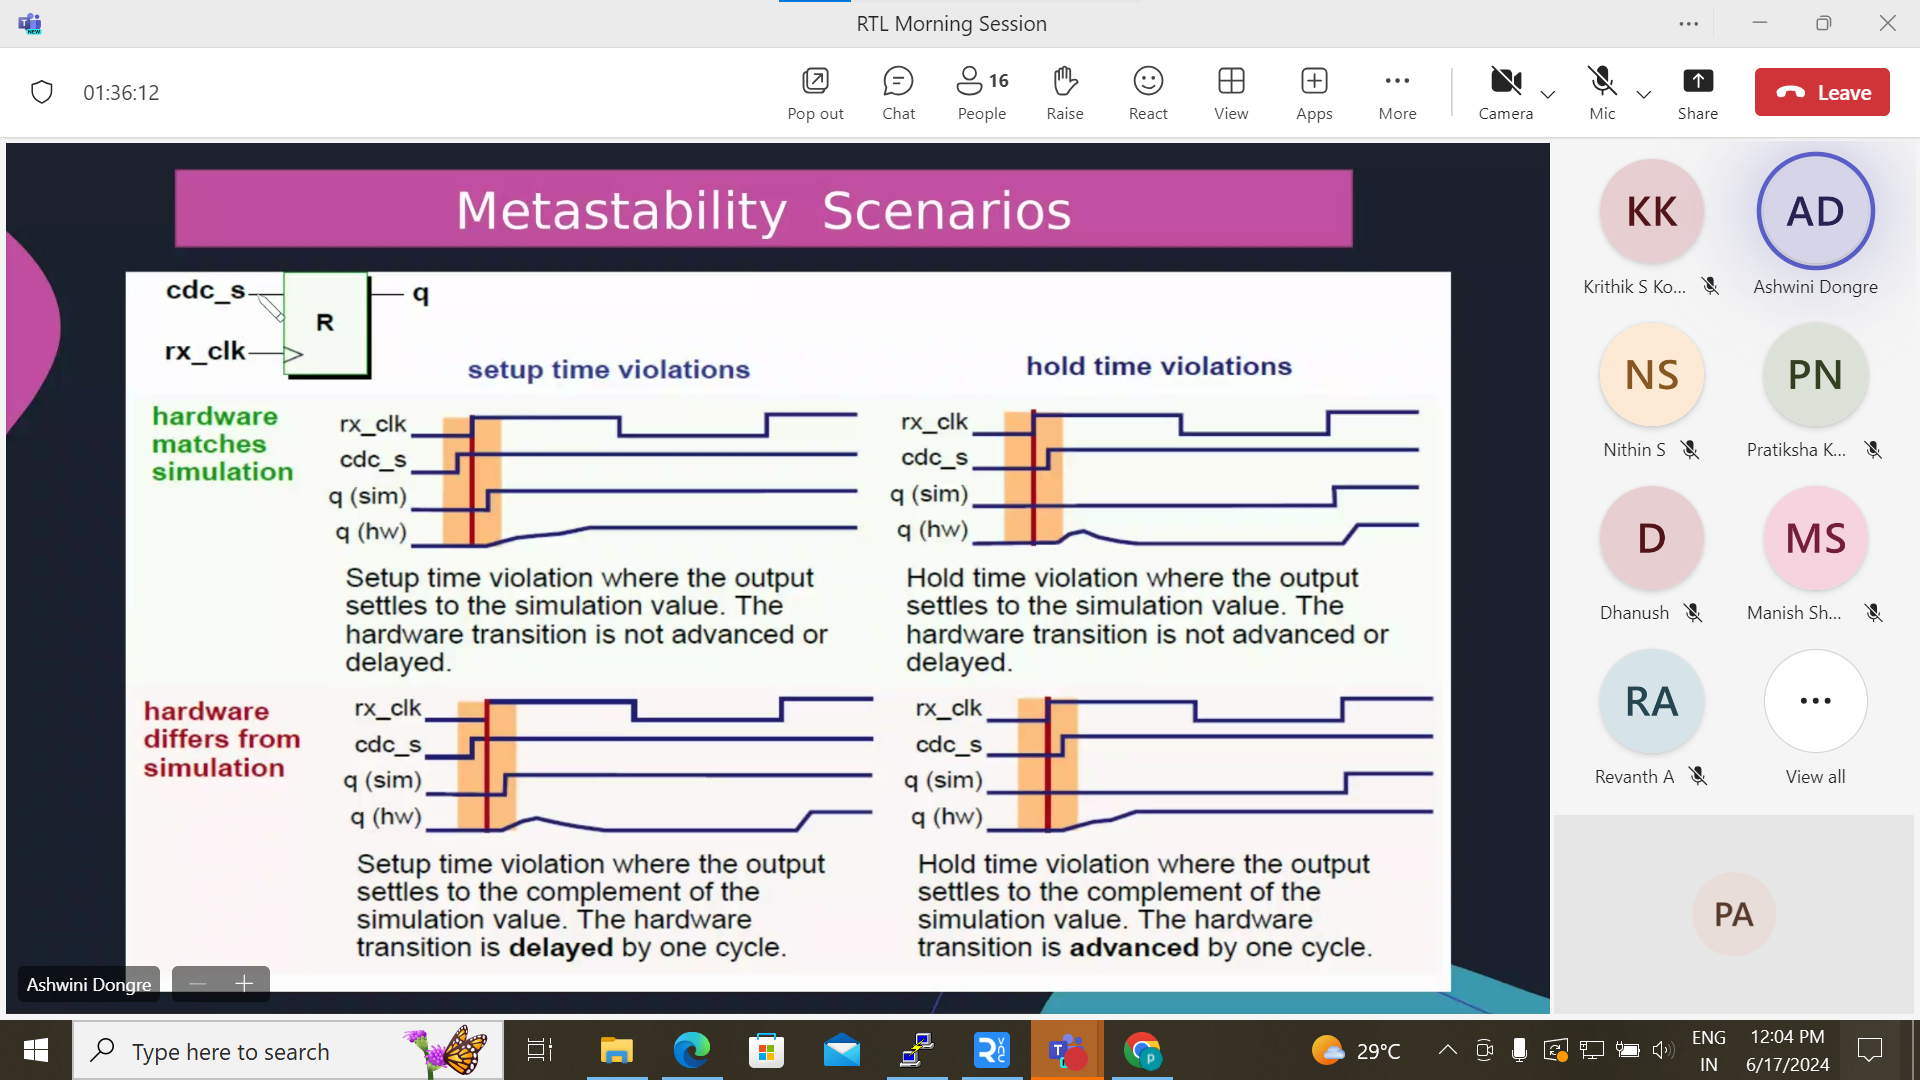 RTL Morning Session
NEW
01:36:12
Pop out
Chat
16
People
Raise
React
View
Apps
More
Camera
Mic
Share
Leave
Metastability Scenarios
cdc_s
q
R
rx_clk
setup time violations
hold time violations
hardware
matches
simulation
rx_clk
cdc_s
q (sim)
q (hw)
Setup time violation where the output
settles to the simulation value. The
hardware transition is not advanced or
delayed.
rx_clk
cdc_s
q (sim)
q (hw)
Hold time violation where the output
settles to the simulation value. The
hardware transition is not advanced or
delayed.
hardware
differs from
simulation
rx_clk
cdc_s
q (sim)
q (hw)
Setup time violation where the output
settles to the complement of the
simulation value. The hardware
transition is delayed by one cycle.
rx_clk
cdc_s
q (sim)
q (hw)
Hold time violation where the output
settles to the complement of the
simulation value. The hardware
transition is advanced by one cycle.
Ashwini Dongre
KK
Krithik S Ko...
AD
Ashwini Dongre
NS
Nithin S
PN
Pratiksha K...
D
Dhanush
MS
Manish Sh...
RA
Revanth A
View all
PA
Type here to search
29°C
ENG
IN
12:04 PM
6/17/2024